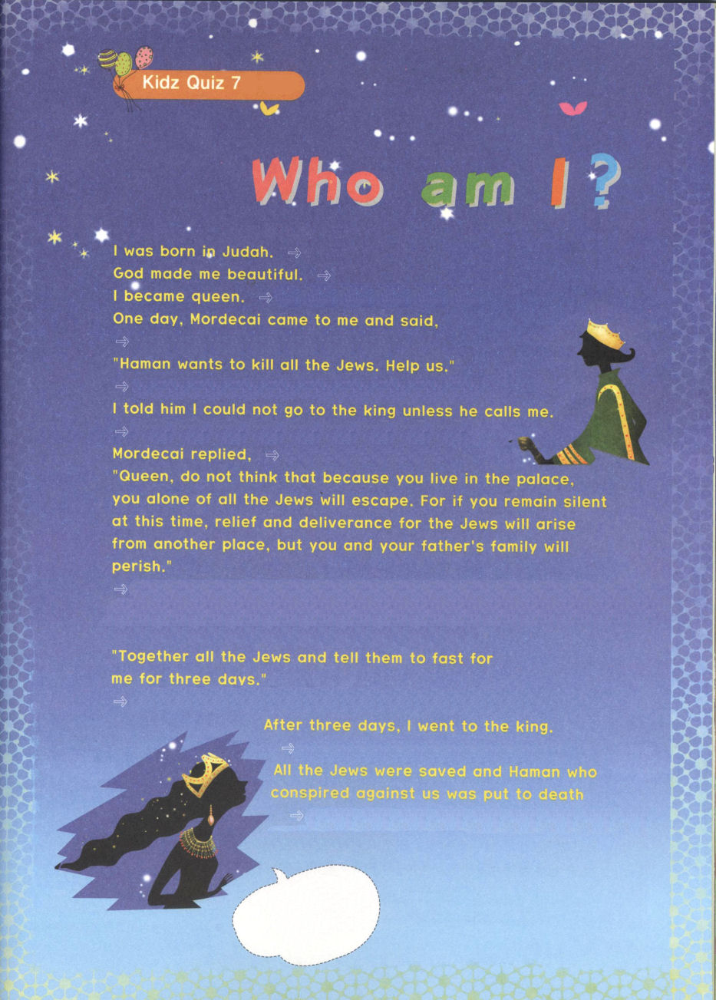 Kidz Quiz 7
Who am I ?
I was born in Judah. ⇨
God made me beautiful. ⇨
I became queen. ⇨
One day, Mordecai came to me and said,
⇨
"Haman wants to kill all the Jews. Help us."
⇨
I told him I could not go to the king unless he calls me.
⇨
Mordecai replied, ⇨
"Queen, do not think that because you live in the palace,
you alone of all the Jews will escape. For if you remain silent
at this time, relief and deliverance for the Jews will arise
from another place, but you and your father's family will
perish."
⇨
"Together all the Jews and tell them to fast for
me for three days."
⇨
After three days, I went to the king.
⇨
All the Jews were saved and Haman who
conspired against us was put to death
⇨